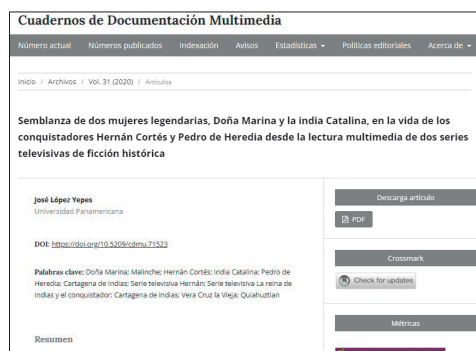 Cuadernos de Documentación Multimedia
Número actual Números publicados Indexación Avisos Estadísticas Políticas editoriales Acerca de
Inicio / Archivos / Vol. 31 (2020) / Artículos
Semblanza de dos mujeres legendarias, Doña Marina y la india Catalina, en la vida de los
conquistadores Hernán Cortés y Pedro de Heredia desde la lectura multimedia de dos series
televisivas de ficción histórica
José López Yepes
Universidad Panamericana
DOI: https://doi.org/10.5209/cdmu.71523
Palabras clave: Doña Marina; Malinche; Hernán Cortés; India Catalina; Pedro de
Heredia; Cartagena de Indias; Serie televisiva Hernán; Serie televisiva La reina de
Indias y el conquistador; Cartagena de Indias; Vera Cruz la Vieja; Quiahuztlan
Resumen
Descarga artículo
PDF
Crossmark
Check for updates
Métricas